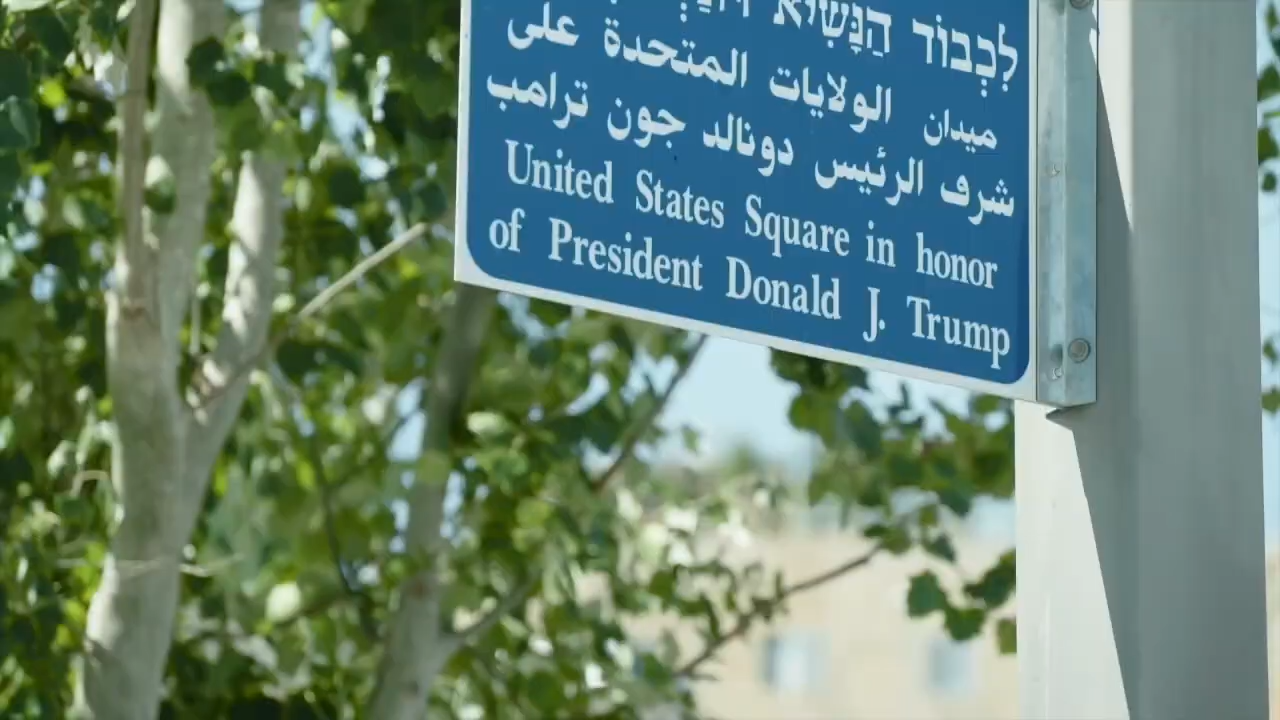 לִכְבוֹד הַנָּשִׂיא
ميدان الولايات المتحدة على
شرف الرئيس دونالد جون ترامب
United States Square in honor
of President Donald J. Trump